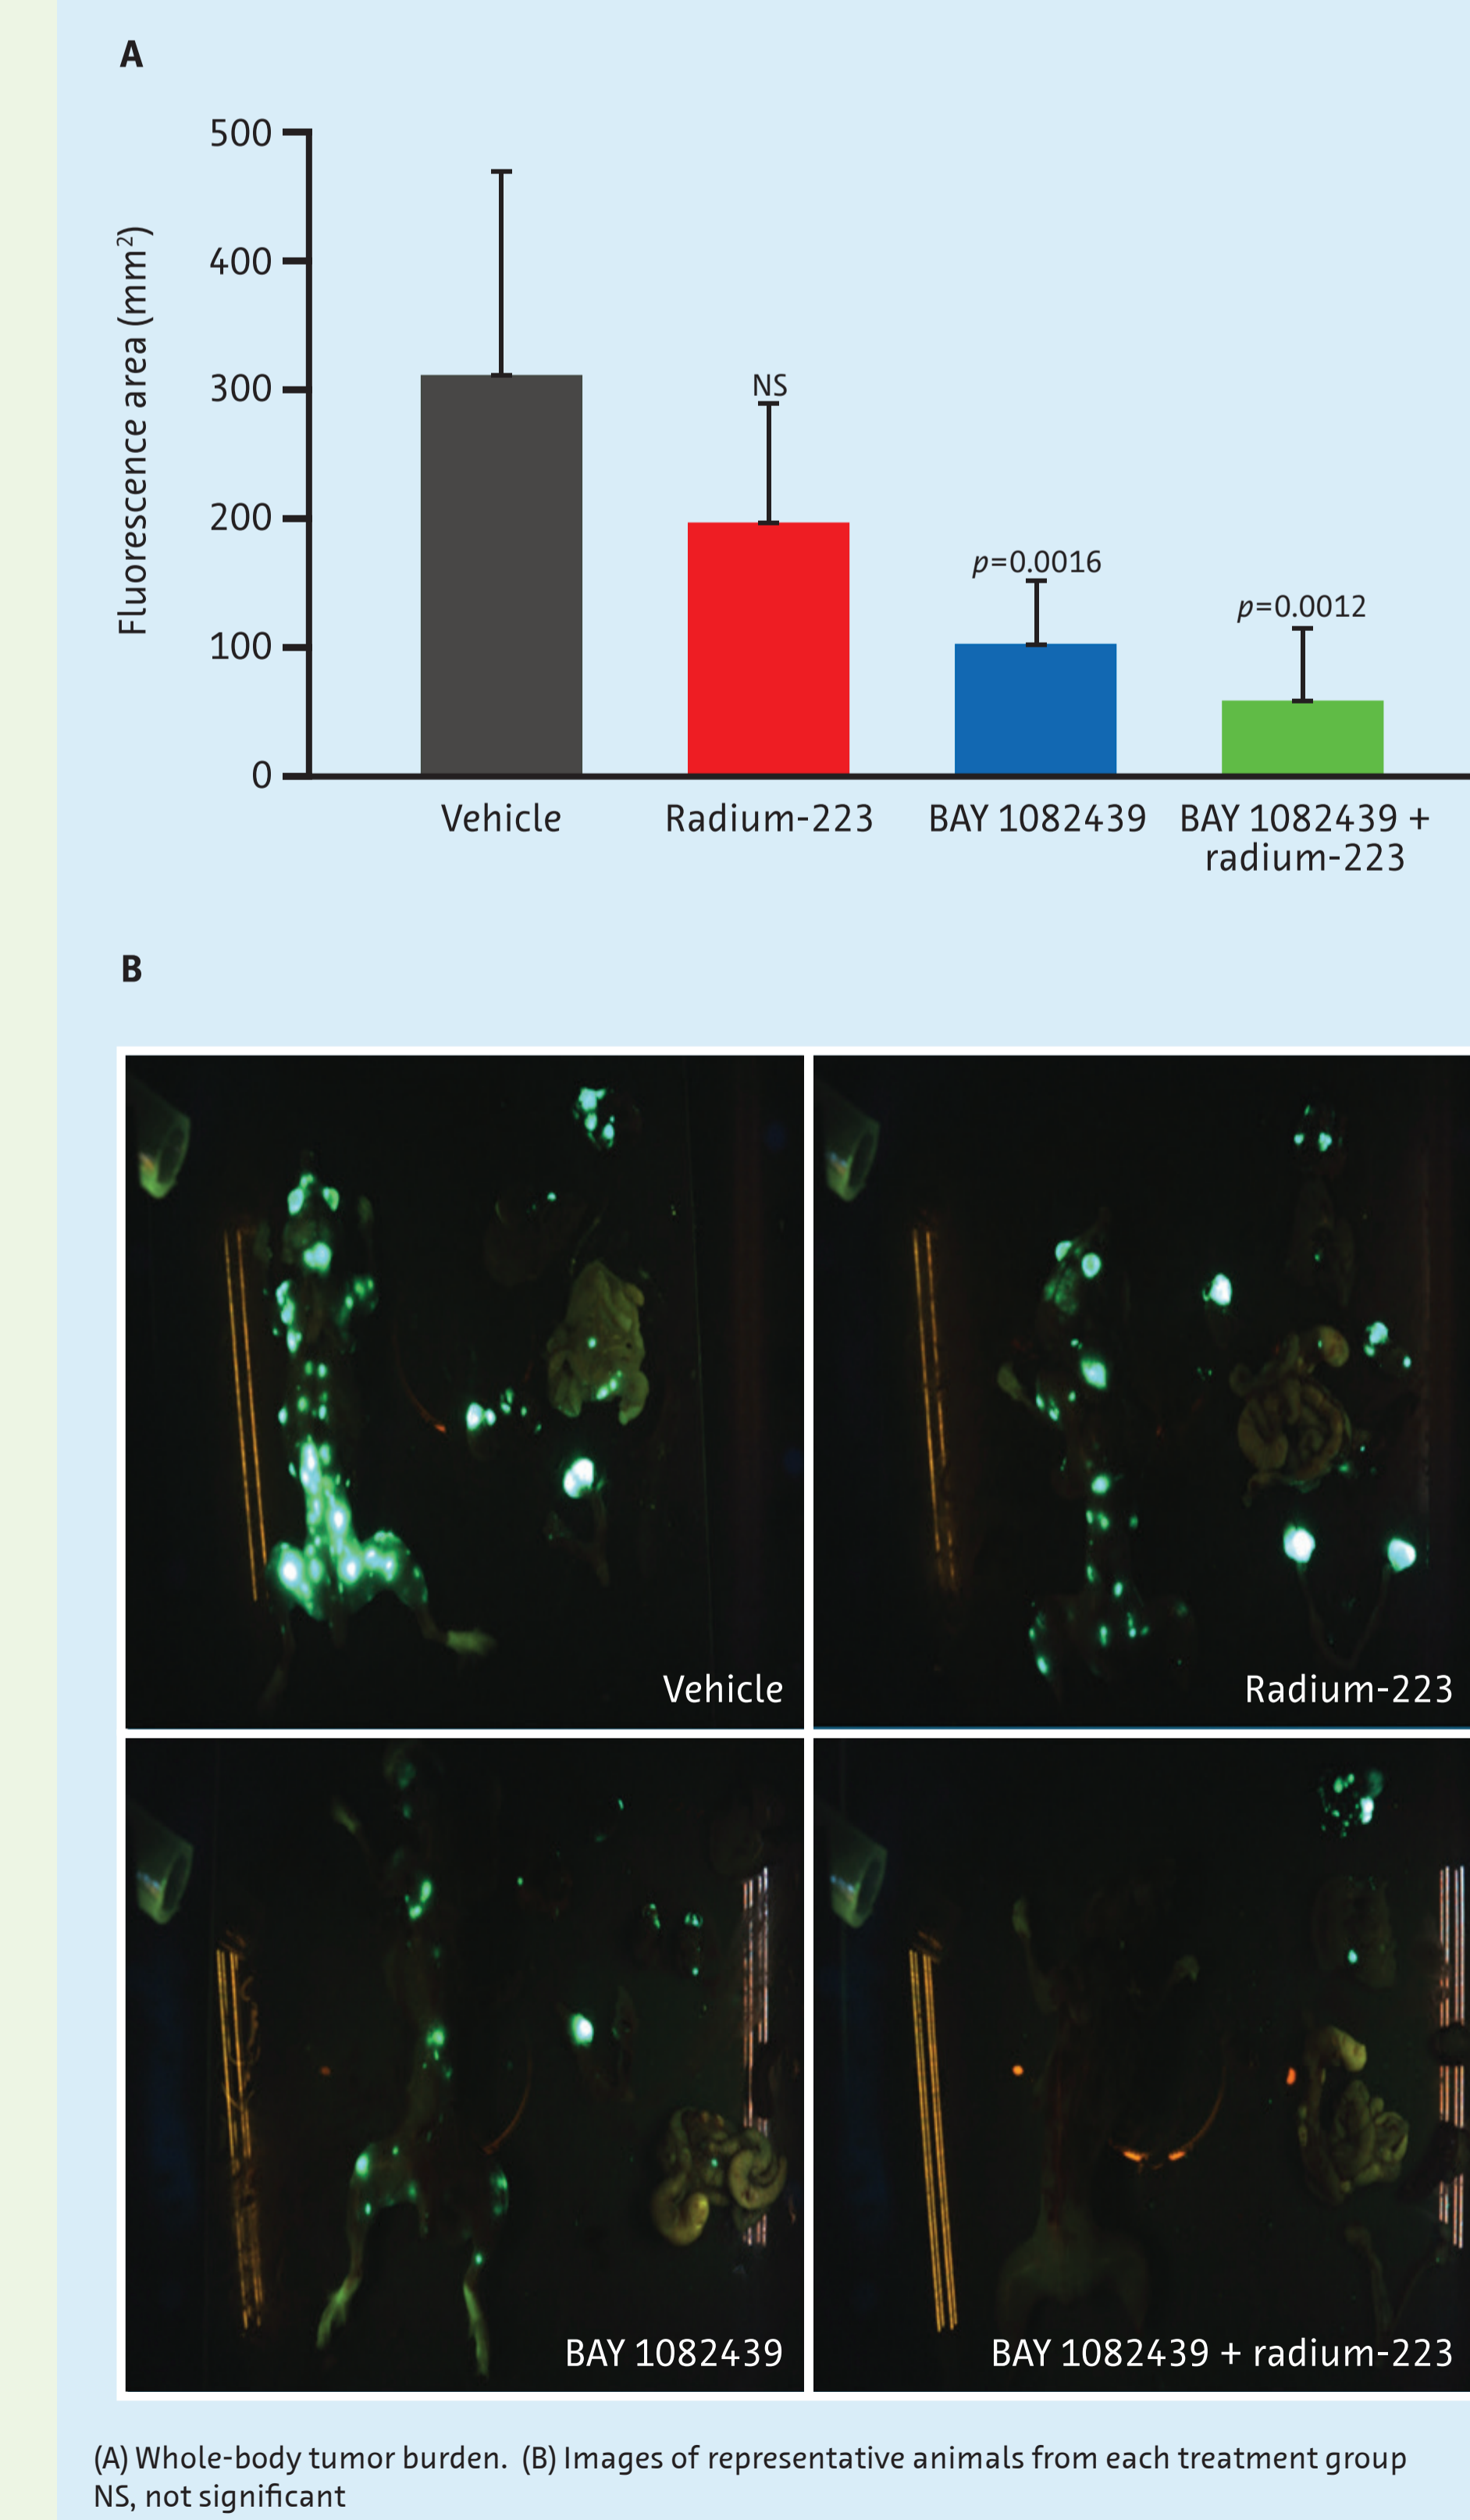 A
500
400
300
200
100
0
Fluorescence area (mm²)
NS
p=0.0016
p=0.0012
Vehicle
Radium-223
BAY 1082439
BAY 1082439 +
radium-223
B
Vehicle
Radium-223
BAY 1082439
BAY 1082439 + radium-223
(A) Whole-body tumor burden. (B) Images of representative animals from each treatment group
NS, not significant